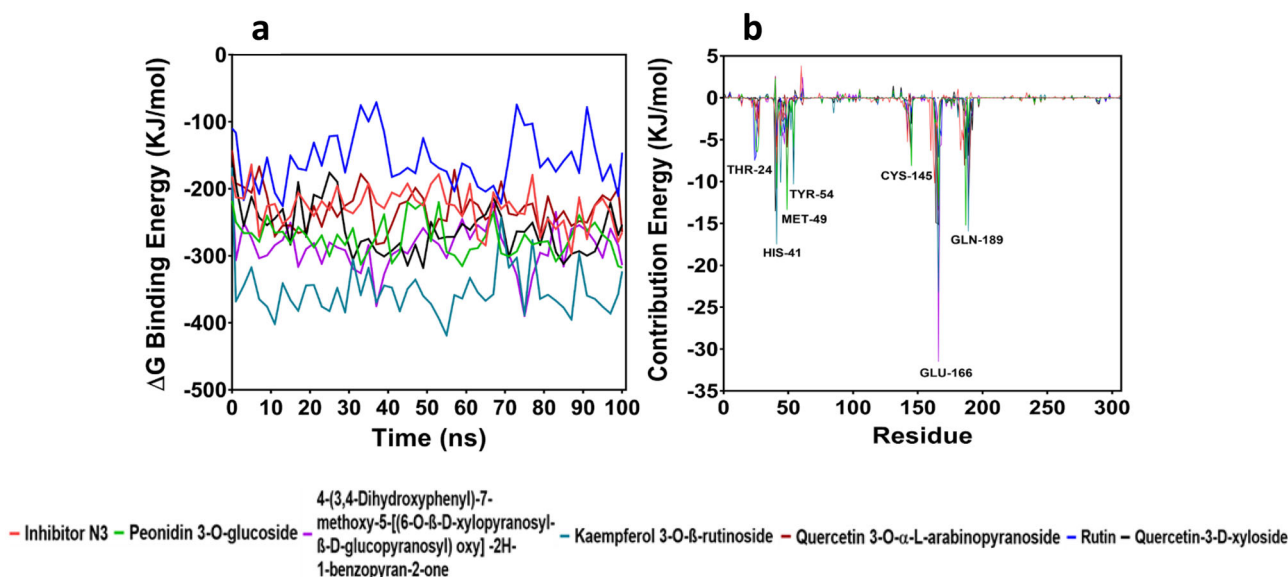 a
b
ΔG Binding Energy (KJ/mol)
0
-100
-200
-300
-400
-500
0 10 20 30 40 50 60 70 80 90 100
Time (ns)
Contribution Energy (KJ/mol)
5
0
-5
-10
-15
-20
-25
-30
-35
THR-24
HIS-41
MET-49
TYR-54
CYS-145
GLU-166
GLN-189
0 50 100 150 200 250 300
Residue
Inhibitor N3
Peonidin 3-O-glucoside
4-(3,4-Dihydroxyphenyl)-7-
methoxy-5-[(6-O-ß-D-xylopyranosyl-
ß-D-glucopyranosyl) oxy] -2H-
1-benzopyran-2-one
Kaempferol 3-O-ß-rutinoside
Quercetin 3-O-α-L-arabinopyranoside
Rutin
Quercetin-3-D-xyloside